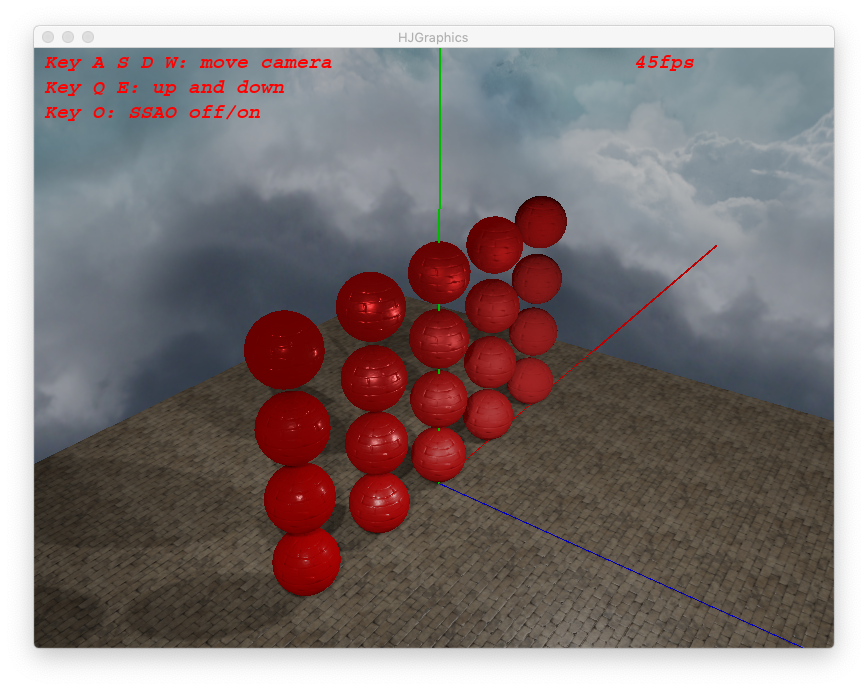 HJGraphics
Key A S D W: move camera
45fps
Key Q E: up and down
Key O: SSAO off/on